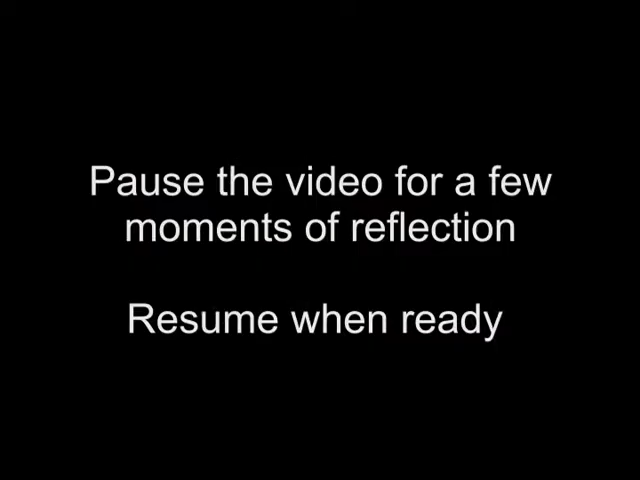 Pause the video for a few
moments of reflection
Resume when ready